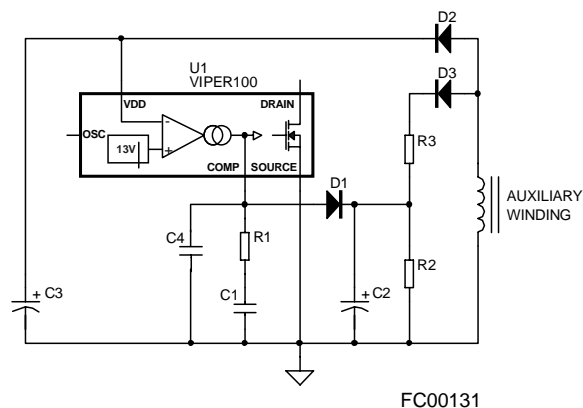 D2
D3
U1
VIPER100
VDD
DRAIN
OSC
-
13V
+
COMP
SOURCE
R3
D1
AUXILIARY
WINDING
C4
R1
R2
+
C3
C1
+
C2
FC00131